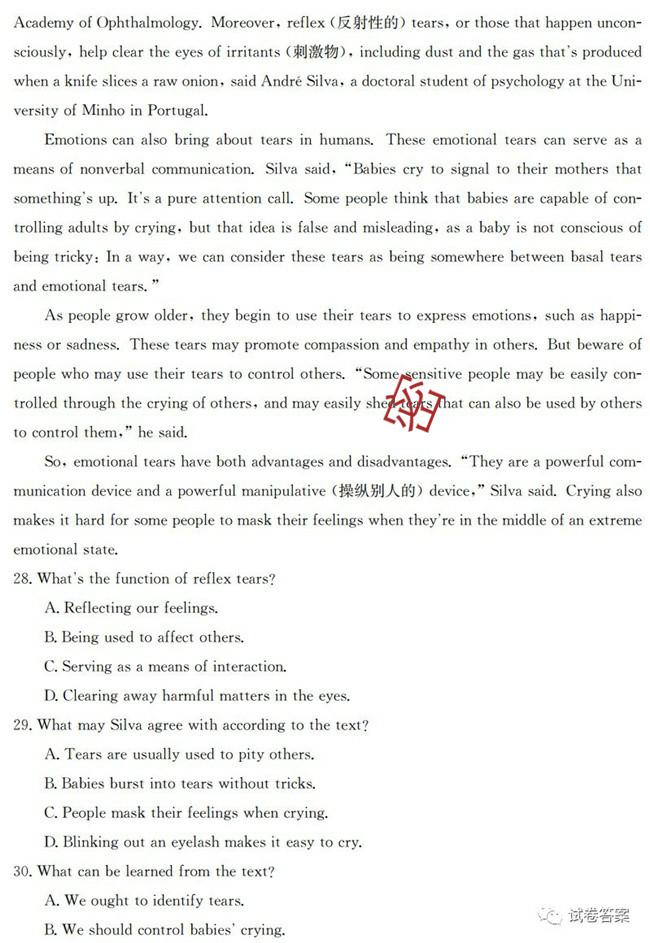 Academy of Ophthalmology. Moreover, reflex (反射性的) tears, or those that happen uncon-
sciously, help clear the eyes of irritants (刺激物), including dust and the gas that's produced
when a knife slices a raw onion, said André Silva, a doctoral student of psychology at the Uni-
versity of Minho in Portugal.
Emotions can also bring about tears in humans. These emotional tears can serve as a
means of nonverbal communication. Silva said, “Babies cry to signal to their mothers that
something's up. It's a pure attention call. Some people think that babies are capable of con-
trolling adults by crying, but that idea is false and misleading, as a baby is not conscious of
being tricky: In a way, we can consider these tears as being somewhere between basal tears
and emotional tears.”
As people grow older, they begin to use their tears to express emotions, such as happi-
ness or sadness. These tears may promote compassion and empathy in others. But beware of
people who may use their tears to control others. “Some sensitive people may be easily con-
trolled through the crying of others, and may easily shed tears that can also be used by others
to control them,” he said.
So, emotional tears have both advantages and disadvantages. “They are a powerful com-
munication device and a powerful manipulative (操纵别人的) device,” Silva said. Crying also
makes it hard for some people to mask their feelings when they're in the middle of an extreme
emotional state.
28. What's the function of reflex tears?
A. Reflecting our feelings.
B. Being used to affect others.
C. Serving as a means of interaction.
D. Clearing away harmful matters in the eyes.
29. What may Silva agree with according to the text?
A. Tears are usually used to pity others.
B. Babies burst into tears without tricks.
C. People mask their feelings when crying.
D. Blinking out an eyelash makes it easy to cry.
30. What can be learned from the text?
A. We ought to identify tears.
B. We should control babies' crying.
试卷答案